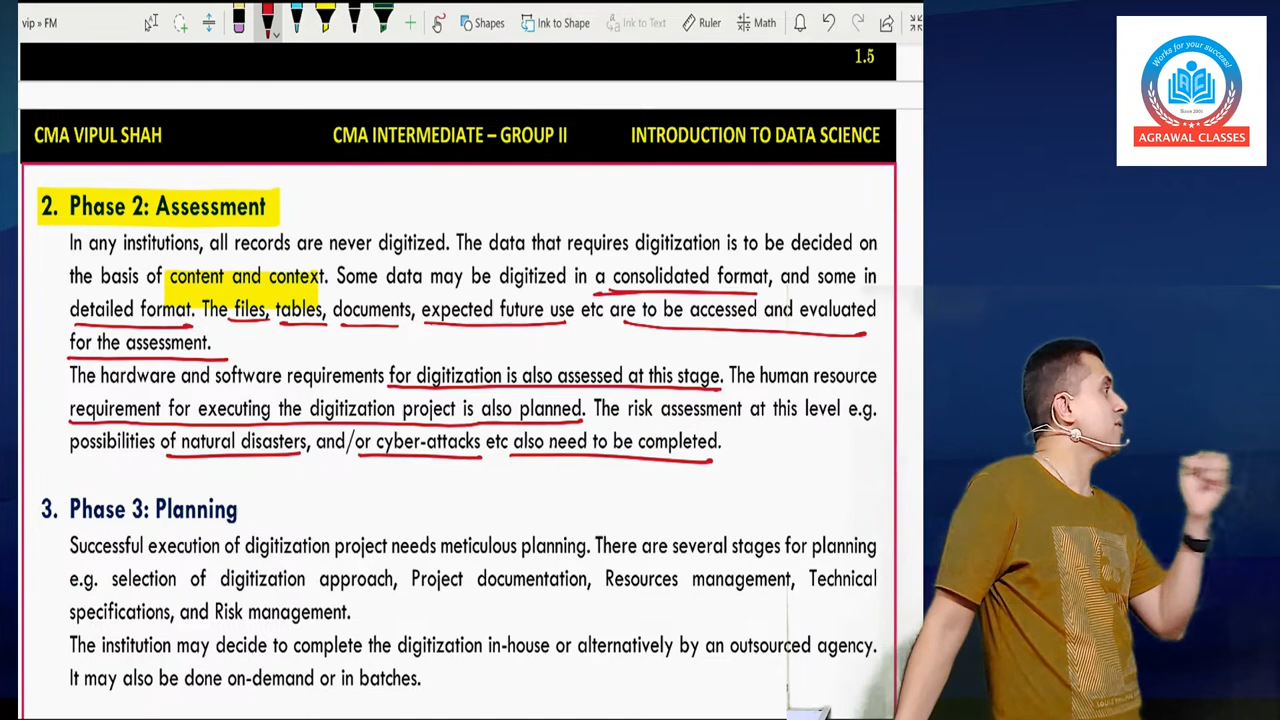 vip » FM
Shapes
Ink to Shape
Ink to Text
Ruler
Math
1.5
Works for your success!
AC
Since 2001
AGRAWAL CLASSES
CMA VIPUL SHAH CMA INTERMEDIATE – GROUP II INTRODUCTION TO DATA SCIENCE
2. Phase 2: Assessment
In any institutions, all records are never digitized. The data that requires digitization is to be decided on
the basis of content and context. Some data may be digitized in a consolidated format, and some in
detailed format. The files, tables, documents, expected future use etc are to be accessed and evaluated
for the assessment.
The hardware and software requirements for digitization is also assessed at this stage. The human resource
requirement for executing the digitization project is also planned. The risk assessment at this level e.g.
possibilities of natural disasters, and/or cyber-attacks etc also need to be completed.
3. Phase 3: Planning
Successful execution of digitization project needs meticulous planning. There are several stages for planning
e.g. selection of digitization approach, Project documentation, Resources management, Technical
specifications, and Risk management.
The institution may decide to complete the digitization in-house or alternatively by an outsourced agency.
It may also be done on-demand or in batches.